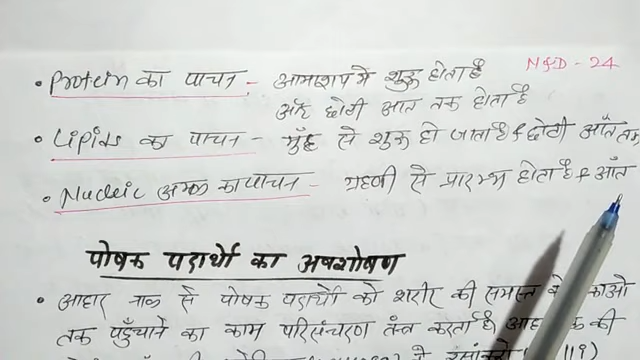 N&D - 24
• Protein का पाचन - आमाशय में शुरू होता है
और छोटी आत तक होता है
• Lipids का पाचन - मुँह से शुरू हो जाता है & छोटी आँत तक
• Nucleic अम्ल का पाचन - ग्रहणी से प्रारम्भ होता है & आँत
पोषक पदार्थो का अवशोषण
• आहार नाल से पोषक पदार्थो को शरीर की समस्त
तक पहुँचाने का काम परिसंचरण तंत्र करता है की